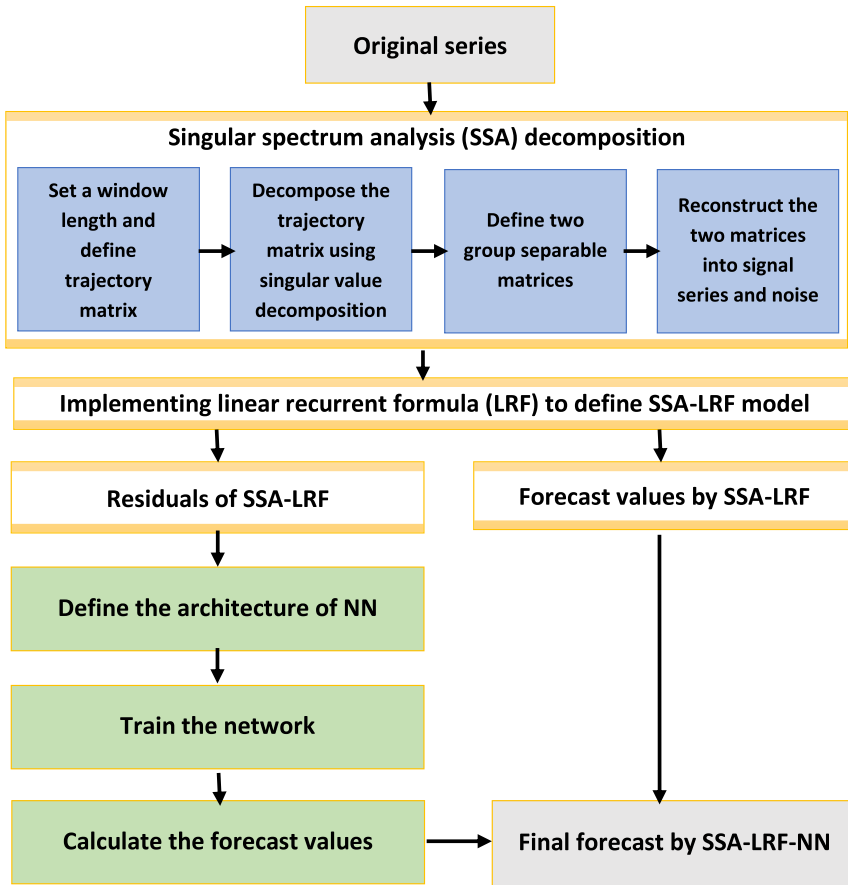 Original series
Singular spectrum analysis (SSA) decomposition
Set a window
length and
define
trajectory
matrix
Decompose the
trajectory
matrix using
singular value
decomposition
Define two
group separable
matrices
Reconstruct the
two matrices
into signal
series and noise
Implementing linear recurrent formula (LRF) to define SSA-LRF model
Residuals of SSA-LRF
Forecast values by SSA-LRF
Define the architecture of NN
Train the network
Calculate the forecast values
Final forecast by SSA-LRF-NN